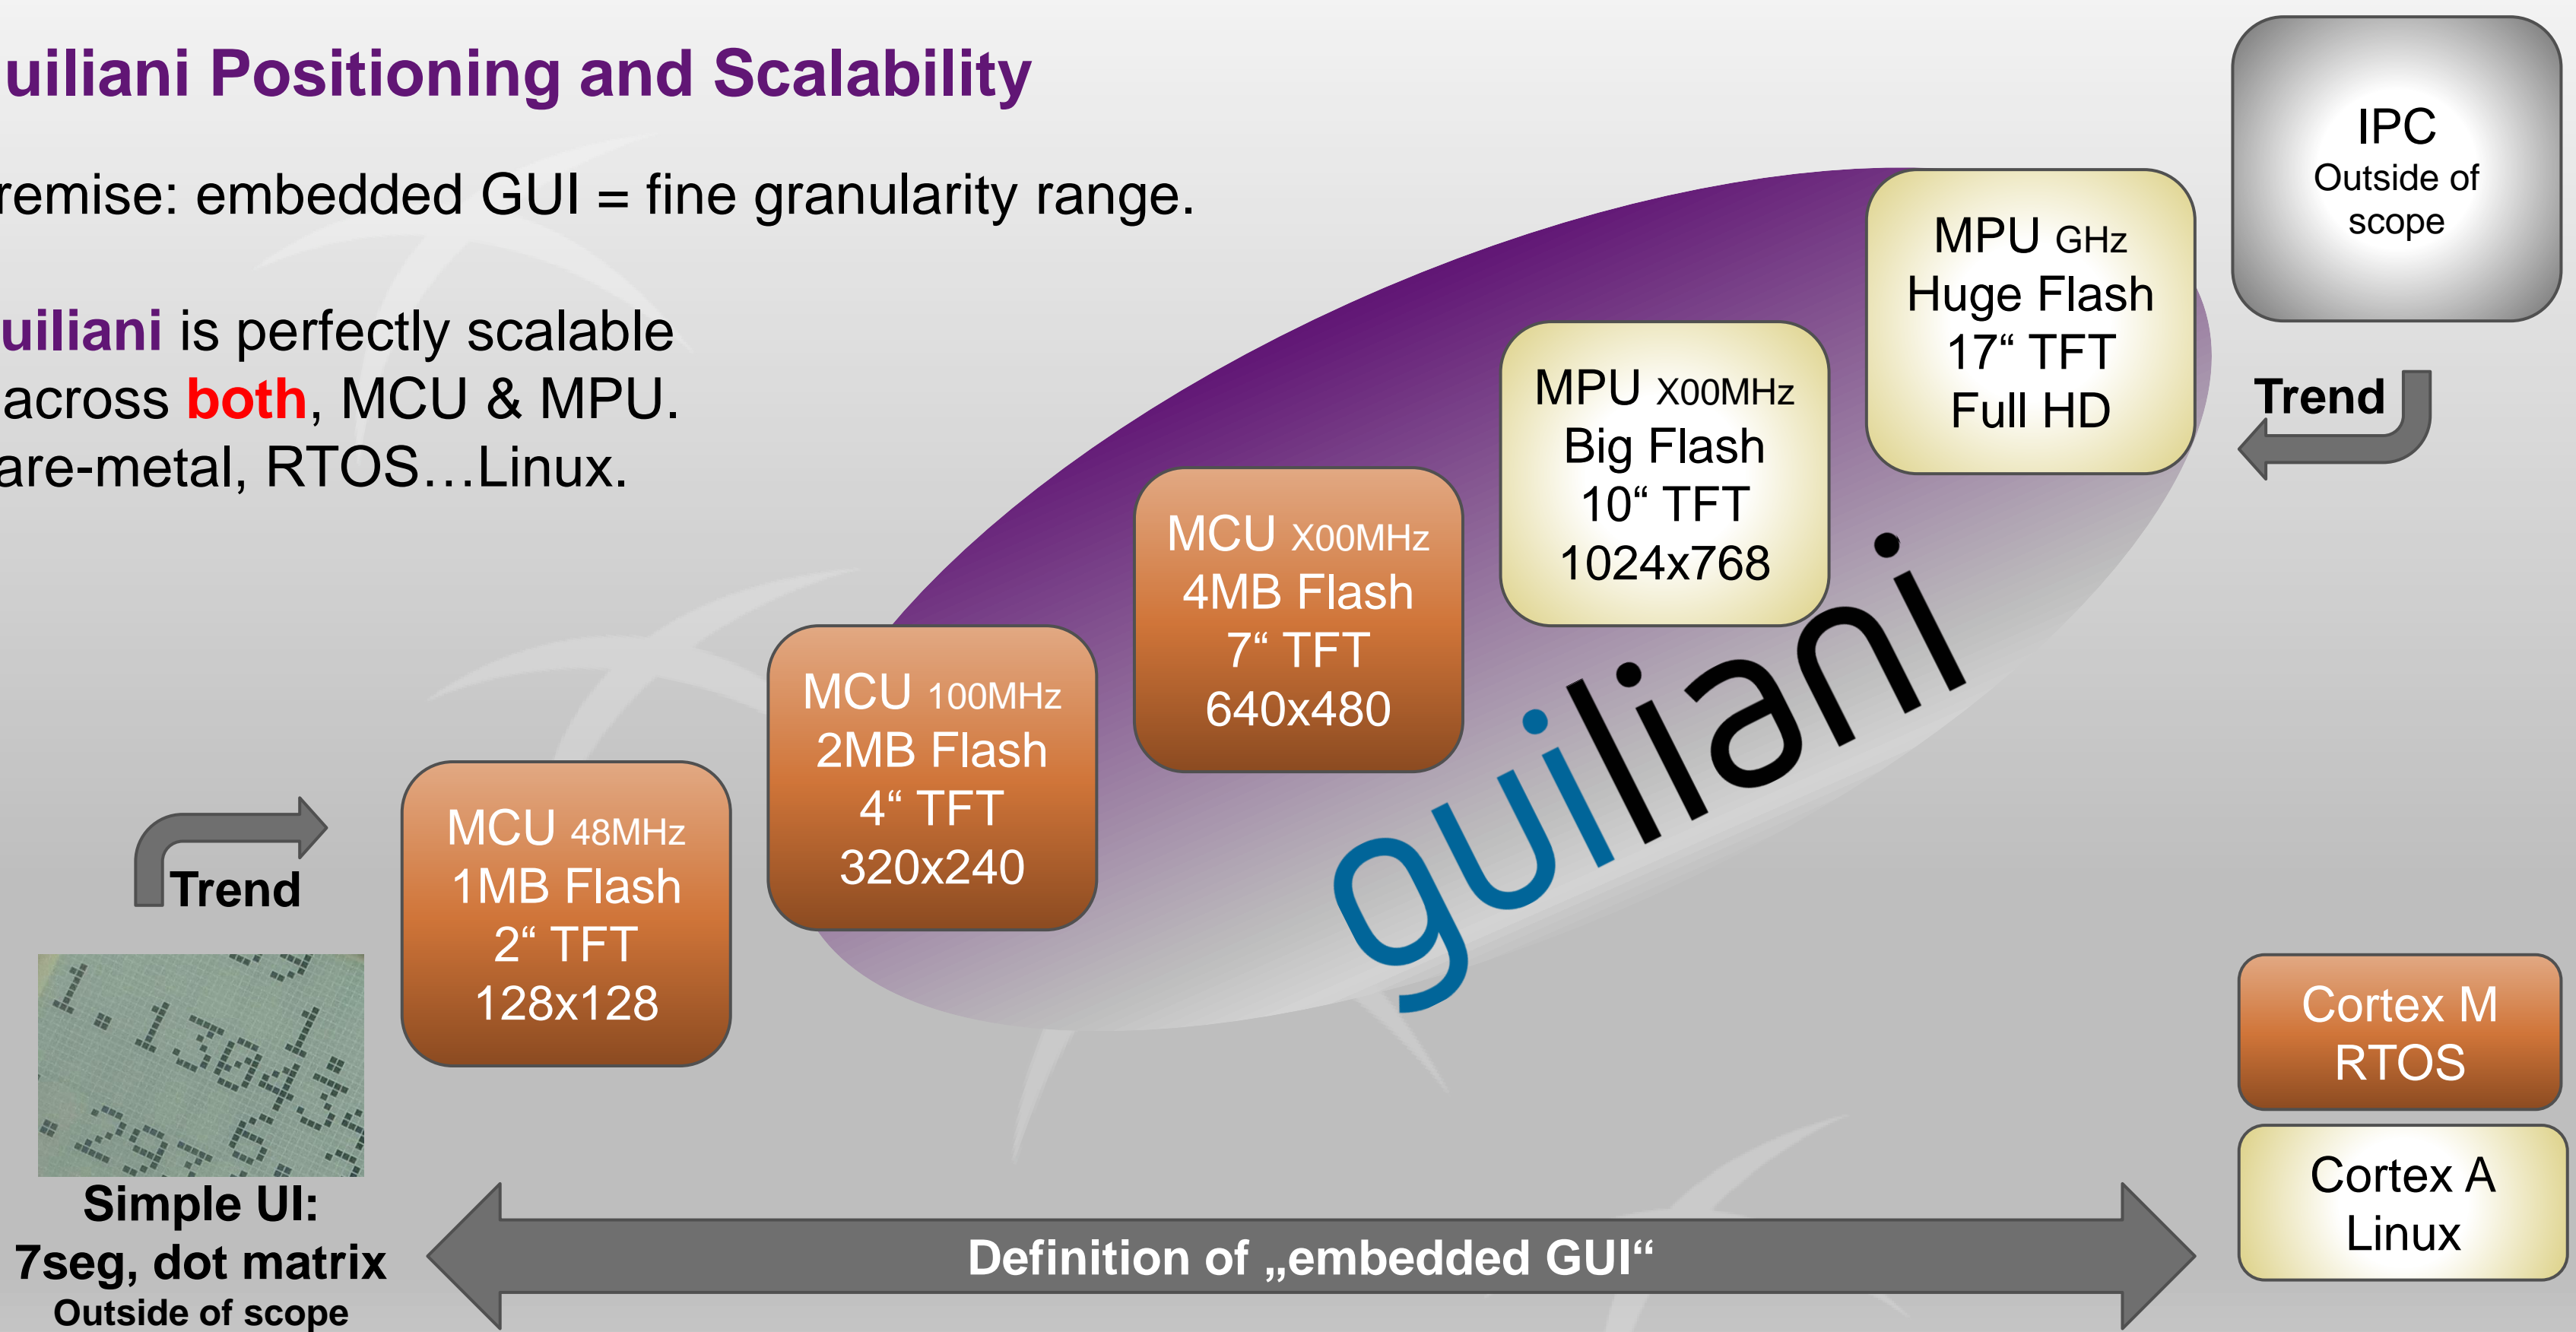 uiliani Positioning and Scalability
remise: embedded GUI = fine granularity range.
uiliani is perfectly scalable
across both, MCU & MPU.
are-metal, RTOS…Linux.
IPC
Outside of
scope
Trend
MPU GHz
Huge Flash
17“ TFT
Full HD
MPU X00MHz
Big Flash
10“ TFT
1024x768
MCU X00MHz
4MB Flash
7“ TFT
640x480
MCU 100MHz
2MB Flash
4“ TFT
320x240
MCU 48MHz
1MB Flash
2“ TFT
128x128
guiliani
Trend
Simple UI:
7seg, dot matrix
Outside of scope
Definition of „embedded GUI“
Cortex M
RTOS
Cortex A
Linux